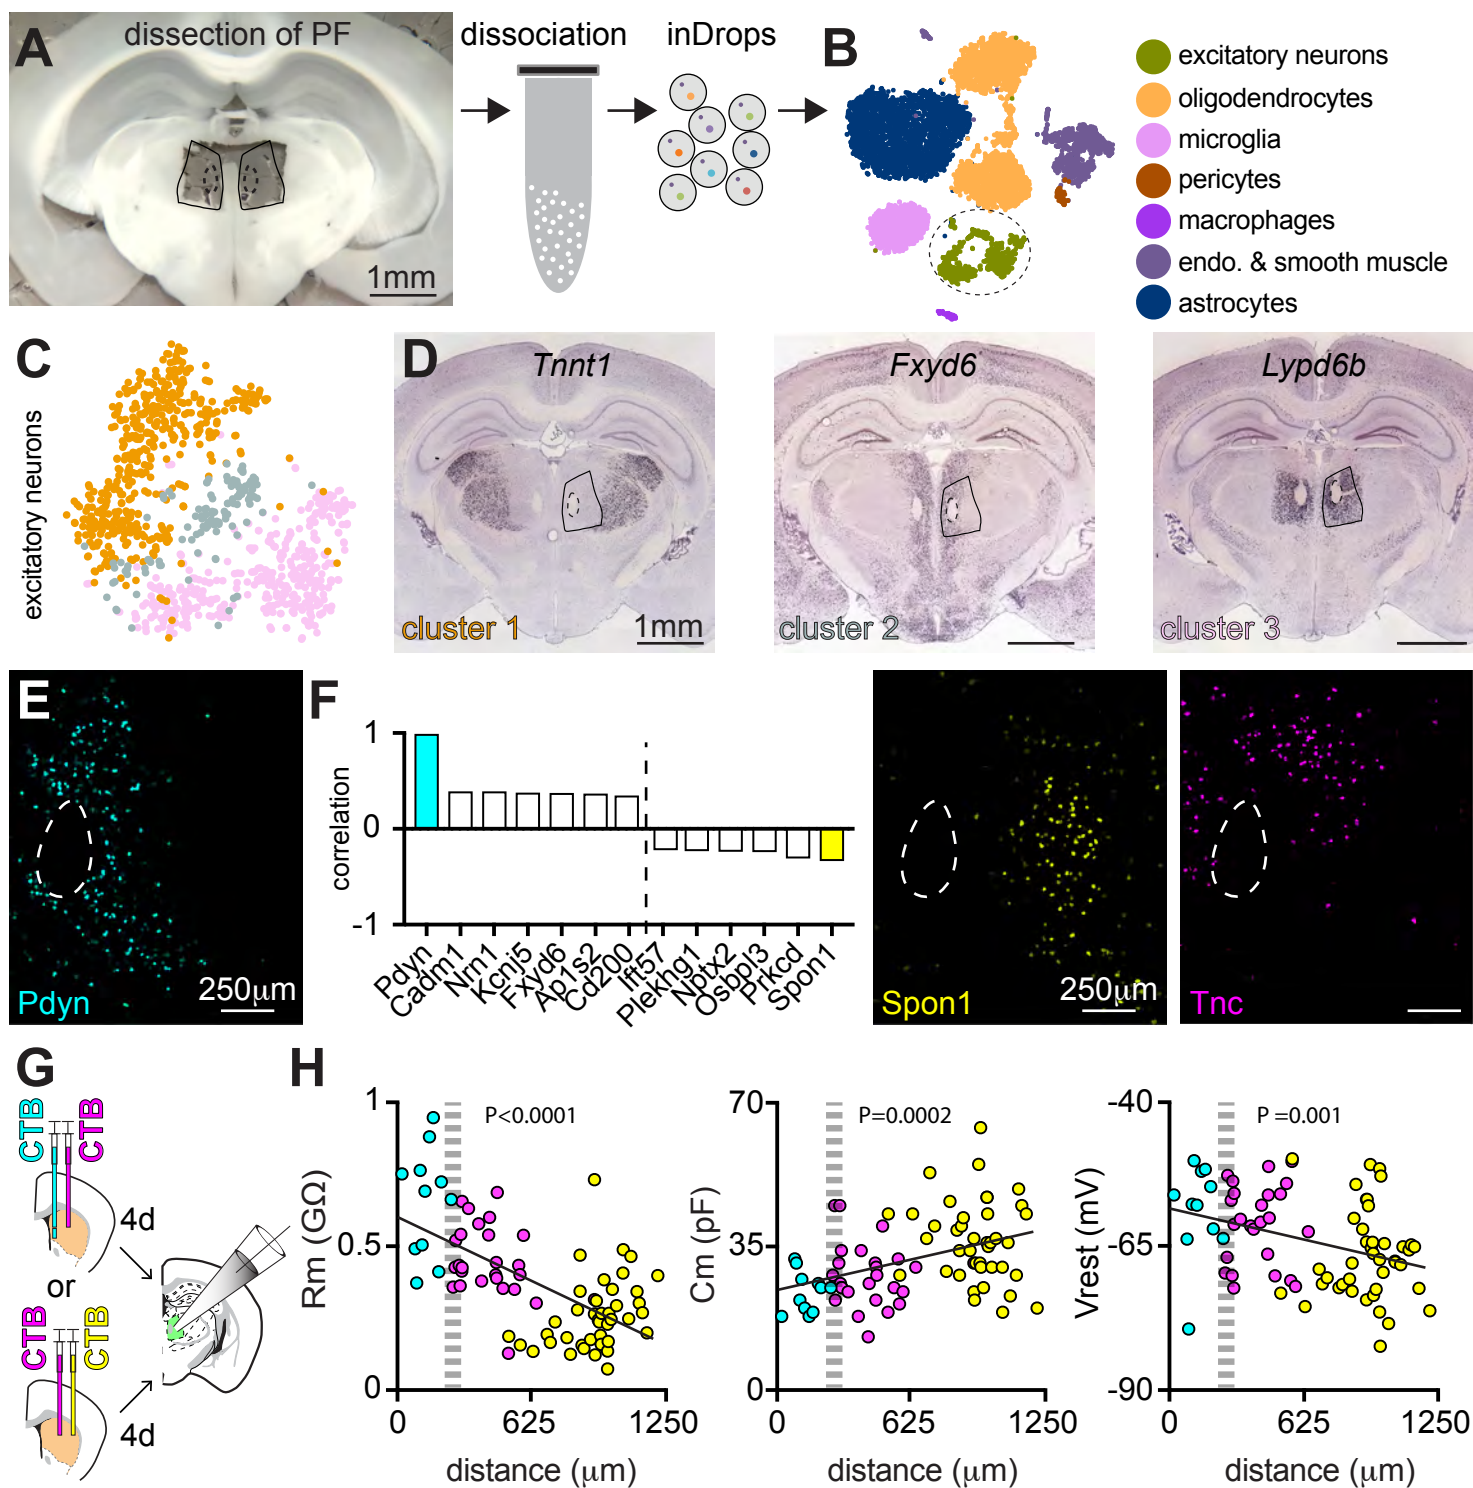 A
dissection of PF
1mm
dissociation
inDrops
B
excitatory neurons
oligodendrocytes
microglia
pericytes
macrophages
endo. & smooth muscle
astrocytes
C
excitatory neurons
D
Tnnt1
cluster 1
1mm
Fxyd6
cluster 2
Lypd6b
cluster 3
E
Pdyn
250μm
F
correlation
1
0
-1
Pdyn
Cadm1
Nrn1
Kcnj5
Fxyd6
Ap1s2
Cd200
Ift57
Plekhg1
Nptx2
Osbpl3
Prkcd
Spon1
Spon1
250μm
Tnc
G
CTB
CTB
4d
or
CTB
CTB
4d
H
Rm (GΩ)
1
0.5
0
P<0.0001
0
625
1250
distance (μm)
Cm (pF)
70
35
0
P=0.0002
0
625
1250
distance (μm)
Vrest (mV)
-40
-65
-90
P =0.001
0
625
1250
distance (μm)